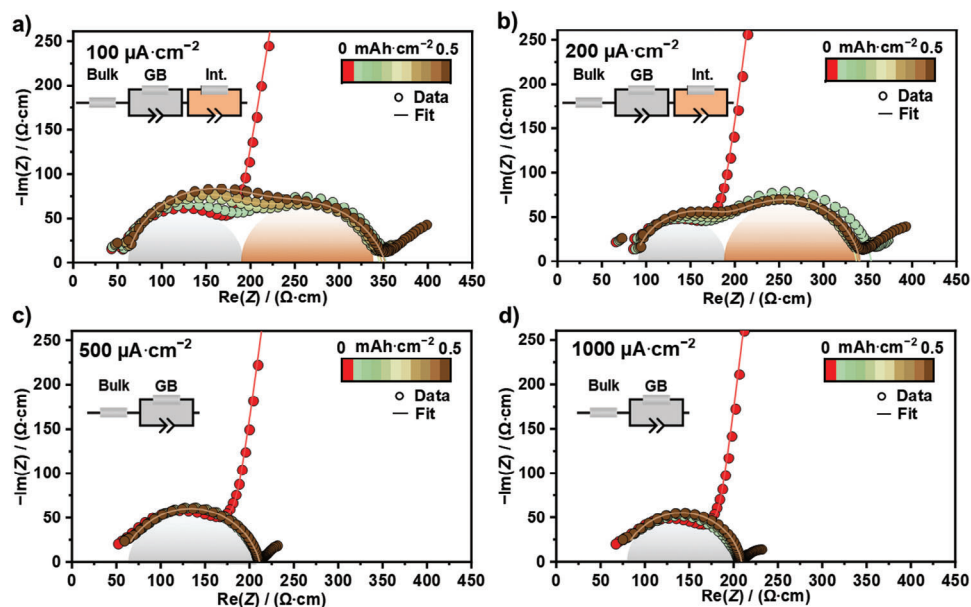 a)
100 µA·cm⁻²
0 mAh·cm⁻² 0.5
Bulk GB Int.
Data
Fit
−Im(Z) / (Ω·cm)
250
200
150
100
50
0
0 50 100 150 200 250 300 350 400 450
Re(Z) / (Ω·cm)
b)
200 µA·cm⁻²
0 mAh·cm⁻² 0.5
Bulk GB Int.
Data
Fit
−Im(Z) / (Ω·cm)
250
200
150
100
50
0
0 50 100 150 200 250 300 350 400 450
Re(Z) / (Ω·cm)
c)
500 µA·cm⁻²
0 mAh·cm⁻² 0.5
Bulk GB
Data
Fit
−Im(Z) / (Ω·cm)
250
200
150
100
50
0
0 50 100 150 200 250 300 350 400 450
Re(Z) / (Ω·cm)
d)
1000 µA·cm⁻²
0 mAh·cm⁻² 0.5
Bulk GB
Data
Fit
−Im(Z) / (Ω·cm)
250
200
150
100
50
0
0 50 100 150 200 250 300 350 400 450
Re(Z) / (Ω·cm)